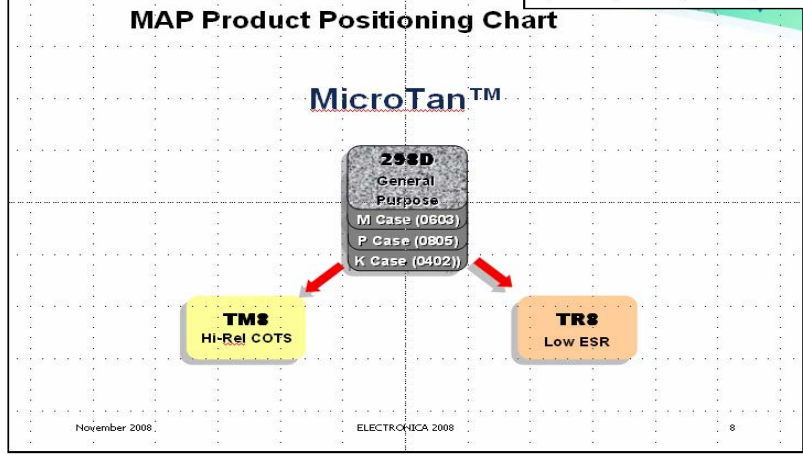 MAP Product Positioning Chart
MicroTan™
298D
General
Purpose
M Case (0603)
P Case (0805)
K Case (0402))
TM8
Hi-Rel COTS
TR8
Low ESR
November 2008
ELECTRONICA 2008
8